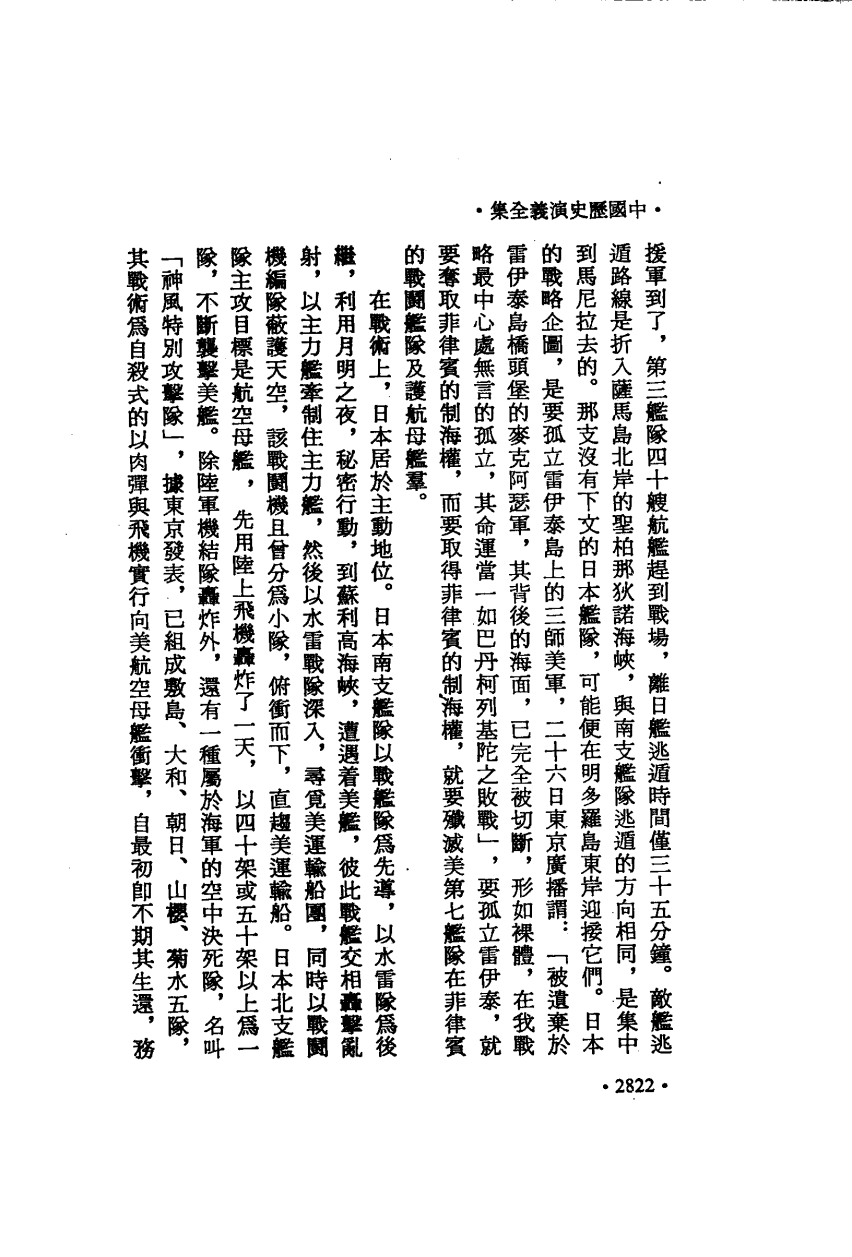 •中國歷史演義全集•
援軍到了，第三艦隊四十艘航艦趕到戰場，離日艦逃遁時間僅三十五分鐘。敵艦逃
遁路線是折入薩馬島北岸的聖柏那狄諾海峽，與南支艦隊逃遁的方向相同，是集中
到馬尼拉去的。那支沒有下文的日本艦隊，可能便在明多羅島東岸迎接它們。日本
的戰略企圖，是要孤立雷伊泰島上的三師美軍，二十六日東京廣播謂：「被遺棄於
雷伊泰島橋頭堡的麥克阿瑟軍，其背後的海面，已完全被切斷，形如裸體，在我戰
略最中心處無言的孤立，其命運當一如巴丹柯列基陀之敗戰」，要孤立雷伊泰，就
要奪取菲律賓的制海權，而要取得菲律賓的制海權，就要殲滅美第七艦隊在菲律賓
的戰鬪艦隊及護航母艦羣。
在戰術上，日本居於主動地位。日本南支艦隊以戰艦隊爲先導，以水雷隊爲後
繼，利用月明之夜，秘密行動，到蘇利高海峽，遭遇着美艦，彼此戰艦交相轟擊亂
射，以主力艦牽制住主力艦，然後以水雷戰隊深入，尋覓美運輸船團，同時以戰鬪
機編隊蔽護天空，該戰鬪機且曾分爲小隊，俯衝而下，直趨美運輸船。日本北支艦
隊主攻目標是航空母艦，先用陸上飛機轟炸了一天，以四十架或五十架以上爲一
隊，不斷襲擊美艦。除陸軍機結隊轟炸外，還有一種屬於海軍的空中決死隊，名叫
「神風特別攻擊隊」，據東京發表，已組成敷島、大和、朝日、山櫻、菊水五隊，
其戰術爲自殺式的以肉彈與飛機實行向美航空母艦衝擊，自最初卽不期其生還，務
•2822•